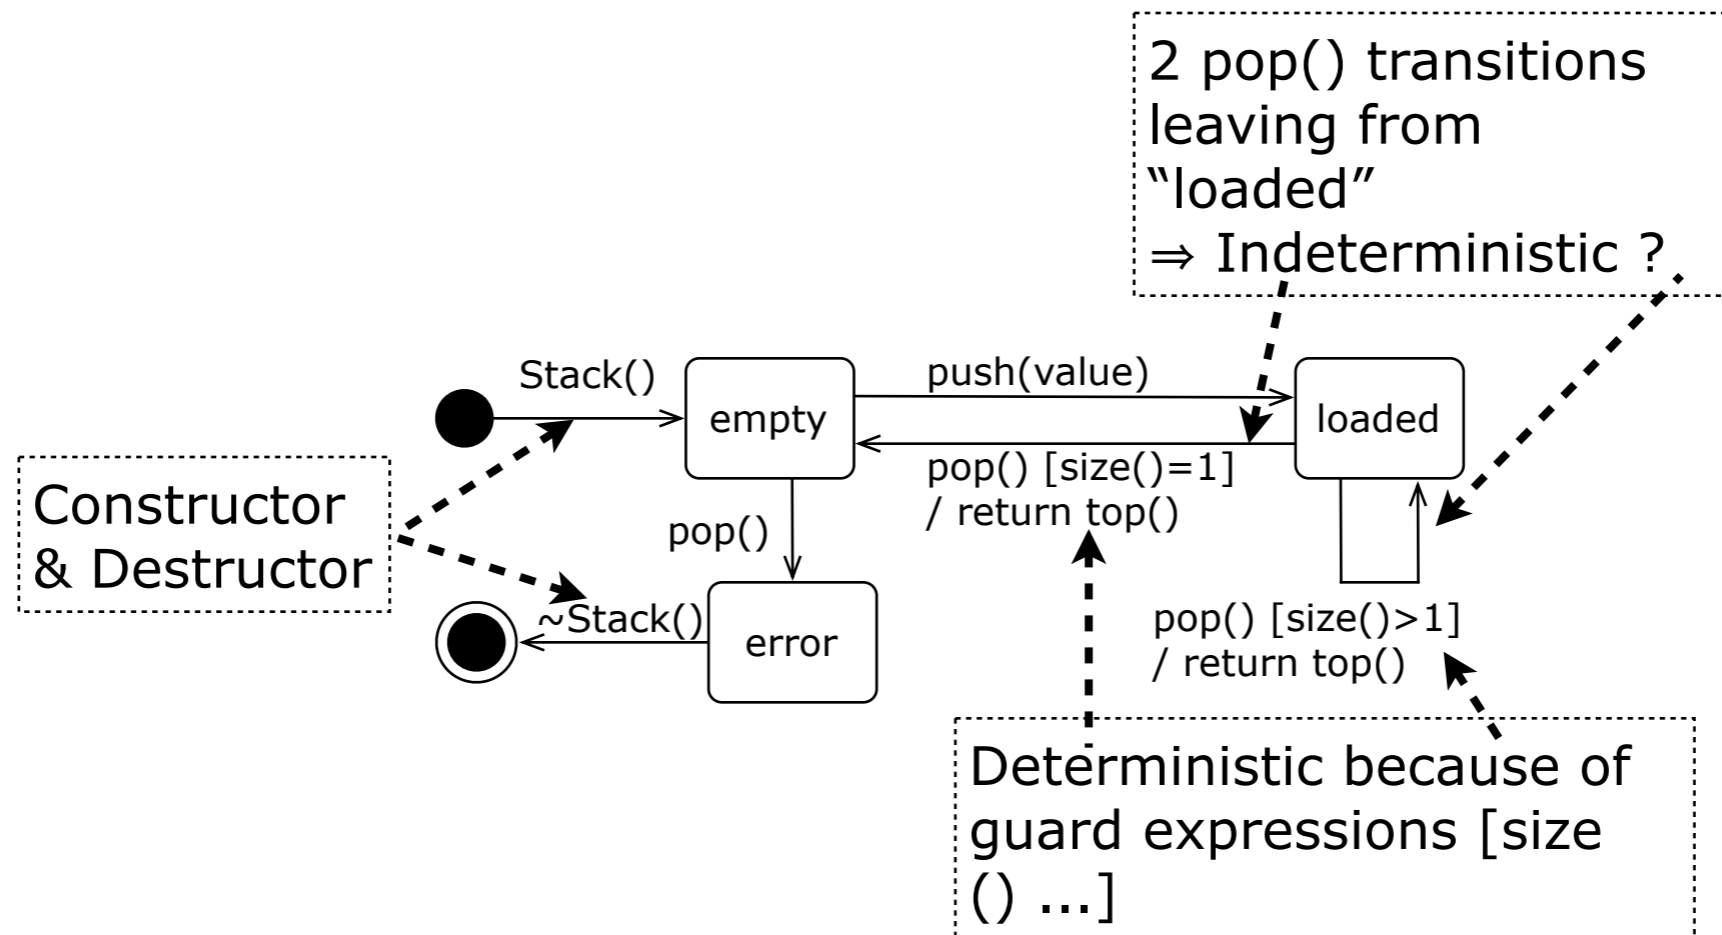 2 pop() transitions
leaving from
“loaded”
⇒ Indeterministic ?
Stack()
empty
push(value)
loaded
pop() [size()=1]
/ return top()
Constructor
& Destructor
pop()
~Stack()
error
pop() [size()>1]
/ return top()
Deterministic because of
guard expressions [size
() ...]